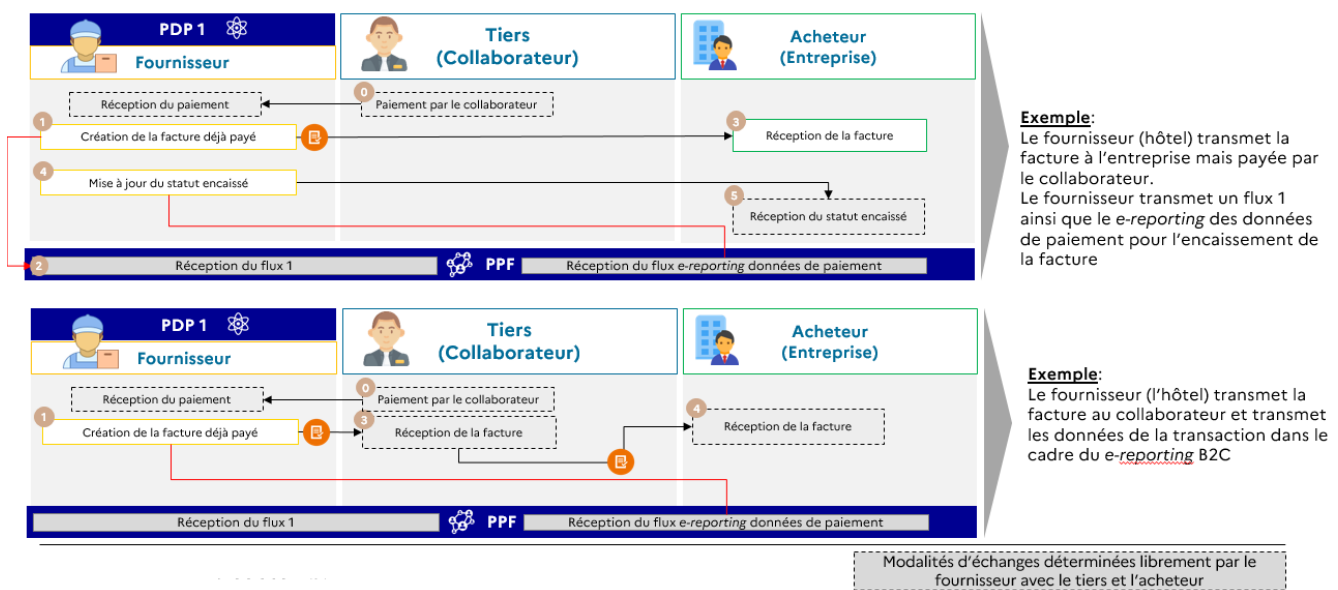 PDP 1
Fournisseur
Tiers
(Collaborateur)
Acheteur
(Entreprise)
0
Réception du paiement
Paiement par le collaborateur
1
Création de la facture déjà payé
3
Réception de la facture
4
Mise à jour du statut encaissé
5
Réception du statut encaissé
2
Réception du flux 1
PPF
Réception du flux e-reporting données de paiement
Exemple:
Le fournisseur (hôtel) transmet la
facture à l'entreprise mais payée par
le collaborateur.
Le fournisseur transmet un flux 1
ainsi que le e-reporting des données
de paiement pour l'encaissement de
la facture
PDP 1
Fournisseur
Tiers
(Collaborateur)
Acheteur
(Entreprise)
0
Réception du paiement
Paiement par le collaborateur
1
Création de la facture déjà payé
3
Réception de la facture
4
Réception de la facture
Réception du flux 1
PPF
Réception du flux e-reporting données de paiement
Exemple:
Le fournisseur (l'hôtel) transmet la
facture au collaborateur et transmet
les données de la transaction dans le
cadre du e-reporting B2C
Modalités d'échanges déterminées librement par le
fournisseur avec le tiers et l'acheteur